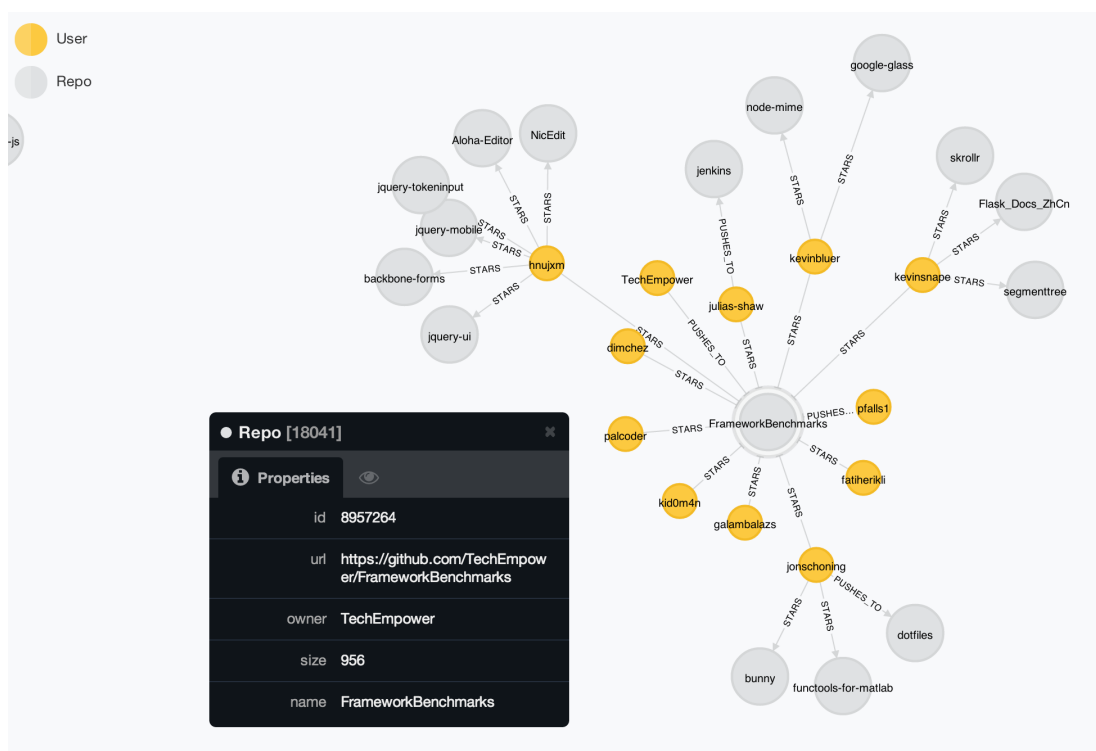 User
Repo
-js
google-glass
node-mime
Aloha-Editor
NicEdit
skrollr
jenkins
jquery-tokeninput
Flask_Docs_ZhCn
jquery-mobile
backbone-forms
hnujxm
kevinbluer
kevinsnape
segmenttree
TechEmpower
julias-shaw
jquery-ui
dimchez
STARS
STARS
STARS
STARS
STARS
STARS
STARS
STARS
PUSHES_TO
STARS
STARS
STARS
STARS
PUSHES_TO
STARS
STARS
STARS
STARS
pfalls1
PUSHES...
FrameworkBenchmarks
palcoder
STARS
STARS
fatiherikli
STARS
kid0m4n
STARS
galambalazs
STARS
jonschoning
PUSHES_TO
STARS
STARS
dotfiles
bunny
functools-for-matlab
Repo [18041]
Properties
id 8957264
url https://github.com/TechEmpow
er/FrameworkBenchmarks
owner TechEmpower
size 956
name FrameworkBenchmarks